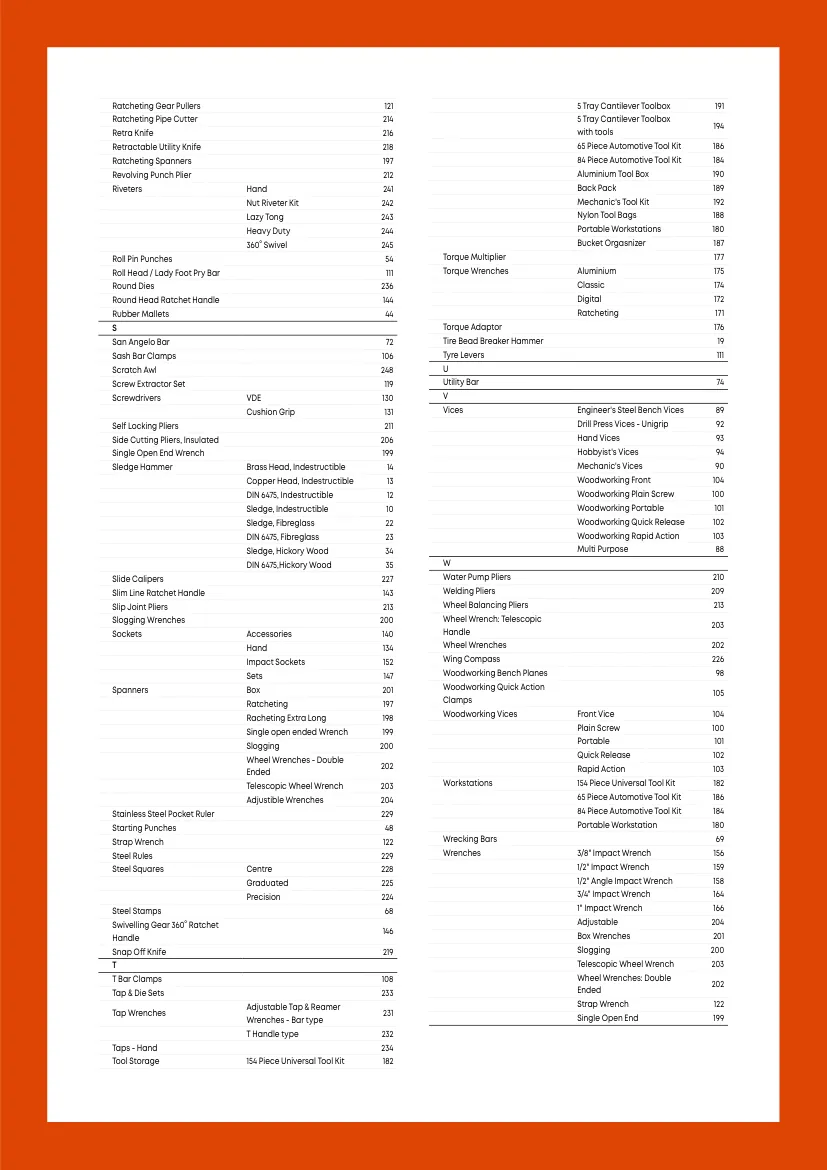 Ratcheting Gear Pullers 121
Ratcheting Pipe Cutter 214
Retra Knife 216
Retractable Utility Knife 218
Ratcheting Spanners 197
Revolving Punch Plier 212
Riveters Hand 241
Nut Riveter Kit 242
Lazy Tong 243
Heavy Duty 244
360° Swivel 245
Roll Pin Punches 54
Roll Head / Lady Foot Pry Bar 111
Round Dies 236
Round Head Ratchet Handle 144
Rubber Mallets 44
S
San Angelo Bar 72
Sash Bar Clamps 106
Scratch Awl 248
Screw Extractor Set 119
Screwdrivers VDE 130
Cushion Grip 131
Self Locking Pliers 211
Side Cutting Pliers, Insulated 206
Single Open End Wrench 199
Sledge Hammer Brass Head, Indestructible 14
Copper Head, Indestructible 13
DIN 6475, Indestructible 12
Sledge, Indestructible 10
Sledge, Fibreglass 22
DIN 6475, Fibreglass 23
Sledge, Hickory Wood 34
DIN 6475,Hickory Wood 35
Slide Calipers 227
Slim Line Ratchet Handle 143
Slip Joint Pliers 213
Slogging Wrenches 200
Sockets Accessories 140
Hand 134
Impact Sockets 152
Sets 147
Spanners Box 201
Ratcheting 197
Racheting Extra Long 198
Single open ended Wrench 199
Slogging 200
Wheel Wrenches - Double
Ended 202
Telescopic Wheel Wrench 203
Adjustible Wrenches 204
Stainless Steel Pocket Ruler 229
Starting Punches 48
Strap Wrench 122
Steel Rules 229
Steel Squares Centre 228
Graduated 225
Precision 224
Steel Stamps 68
Swivelling Gear 360° Ratchet
Handle 146
Snap Off Knife 219
T
T Bar Clamps 108
Tap & Die Sets 233
Tap Wrenches Adjustable Tap & Reamer
Wrenches - Bar type 231
T Handle type 232
Taps - Hand 234
Tool Storage 154 Piece Universal Tool Kit 182
5 Tray Cantilever Toolbox 191
5 Tray Cantilever Toolbox
with tools 194
65 Piece Automotive Tool Kit 186
84 Piece Automotive Tool Kit 184
Aluminium Tool Box 190
Back Pack 189
Mechanic's Tool Kit 192
Nylon Tool Bags 188
Portable Workstations 180
Bucket Orgasnizer 187
Torque Multiplier 177
Torque Wrenches Aluminium 175
Classic 174
Digital 172
Ratcheting 171
Torque Adaptor 176
Tire Bead Breaker Hammer 19
Tyre Levers 111
U
Utility Bar 74
V
Vices Engineer's Steel Bench Vices 89
Drill Press Vices - Unigrip 92
Hand Vices 93
Hobbyist's Vices 94
Mechanic's Vices 90
Woodworking Front 104
Woodworking Plain Screw 100
Woodworking Portable 101
Woodworking Quick Release 102
Woodworking Rapid Action 103
Multi Purpose 88
W
Water Pump Pliers 210
Welding Pliers 209
Wheel Balancing Pliers 213
Wheel Wrench: Telescopic
Handle 203
Wheel Wrenches 202
Wing Compass 226
Woodworking Bench Planes 98
Woodworking Quick Action
Clamps 105
Woodworking Vices Front Vice 104
Plain Screw 100
Portable 101
Quick Release 102
Rapid Action 103
Workstations 154 Piece Universal Tool Kit 182
65 Piece Automotive Tool Kit 186
84 Piece Automotive Tool Kit 184
Portable Workstation 180
Wrecking Bars 69
Wrenches 3/8" Impact Wrench 156
1/2" Impact Wrench 159
1/2" Angle Impact Wrench 158
3/4" Impact Wrench 164
1" Impact Wrench 166
Adjustable 204
Box Wrenches 201
Slogging 200
Telescopic Wheel Wrench 203
Wheel Wrenches: Double
Ended 202
Strap Wrench 122
Single Open End 199